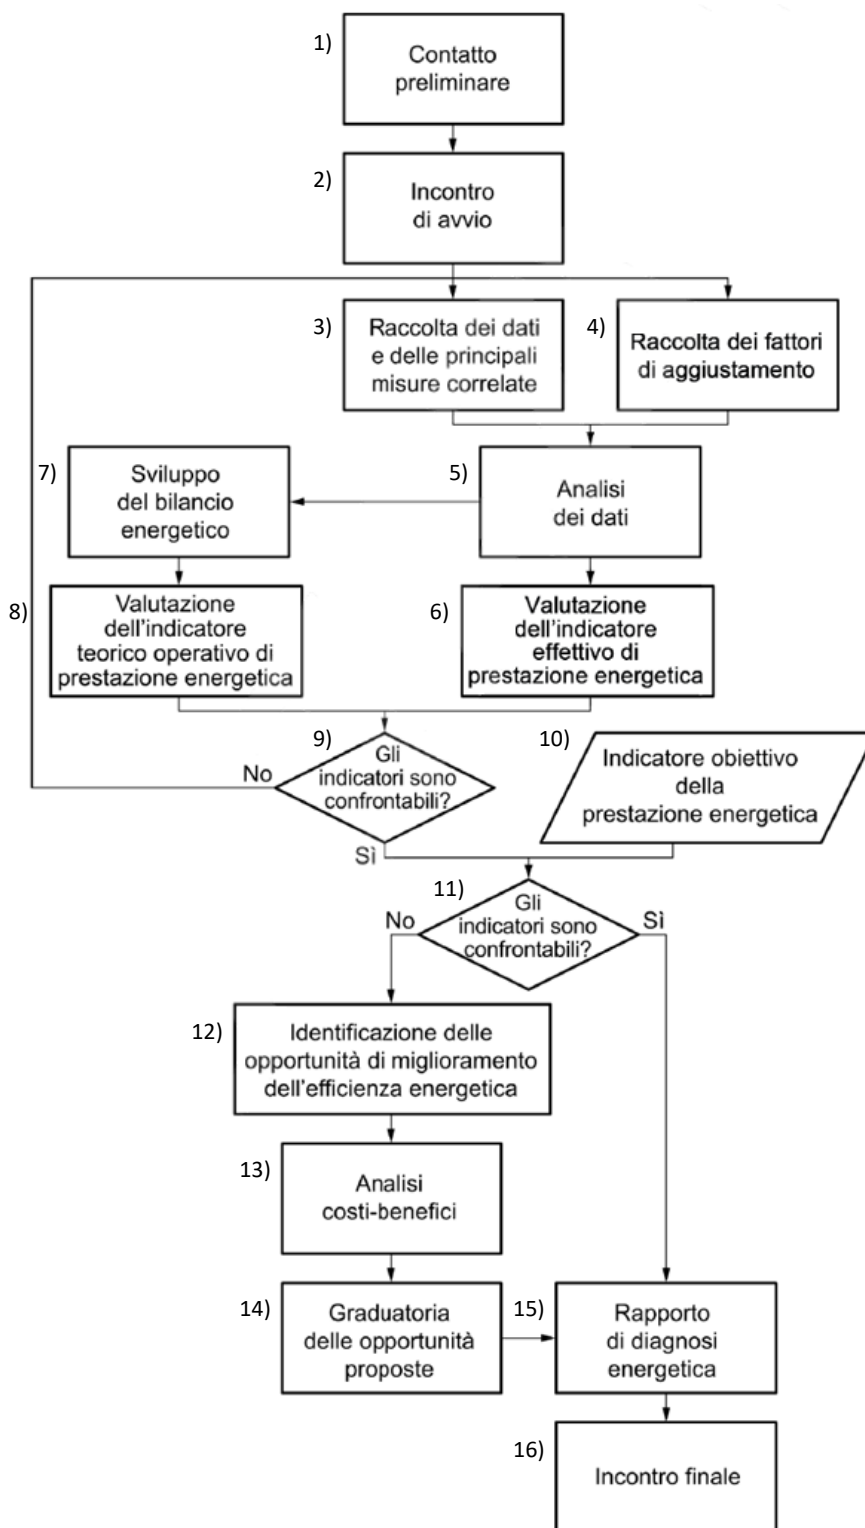 1)
Contatto
preliminare
2)
Incontro
di avvio
3)
Raccolta dei dati
e delle principali
misure correlate
4)
Raccolta dei fattori
di aggiustamento
7)
Sviluppo
del bilancio
energetico
5)
Analisi
dei dati
8)
Valutazione
dell'indicatore
teorico operativo di
prestazione energetica
6)
Valutazione
dell'indicatore
effettivo di
prestazione energetica
9)
Gli
indicatori sono
confrontabili?
No
Sì
10)
Indicatore obiettivo
della
prestazione energetica
11)
Gli
indicatori sono
confrontabili?
No
Sì
12)
Identificazione delle
opportunità di miglioramento
dell'efficienza energetica
13)
Analisi
costi-benefici
14)
Graduatoria
delle opportunità
proposte
15)
Rapporto
di diagnosi
energetica
16)
Incontro finale